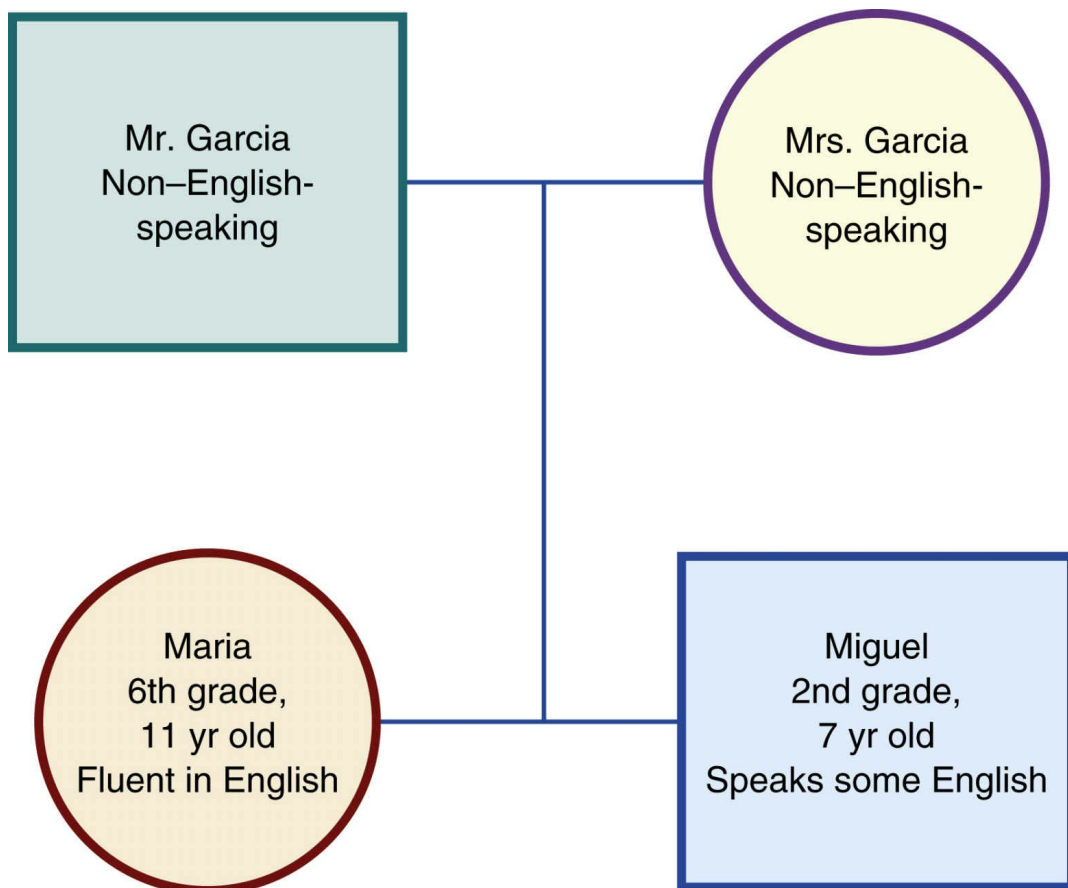 Mr. Garcia
Non–English-
speaking
Mrs. Garcia
Non–English-
speaking
Maria
6th grade,
11 yr old
Fluent in English
Miguel
2nd grade,
7 yr old
Speaks some English